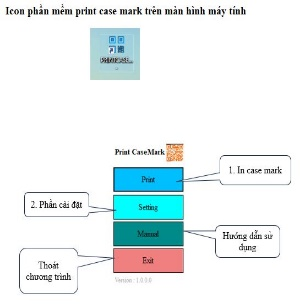 Icon phần mềm print case mark trên màn hình máy tính
PRINTCASE...
Print CaseMark
Print
1. In case mark
2. Phần cài đặt
Setting
Manual
Hướng dẫn sử
dụng
Thoát
chương trình
Exit
Version : 1.0.0.0